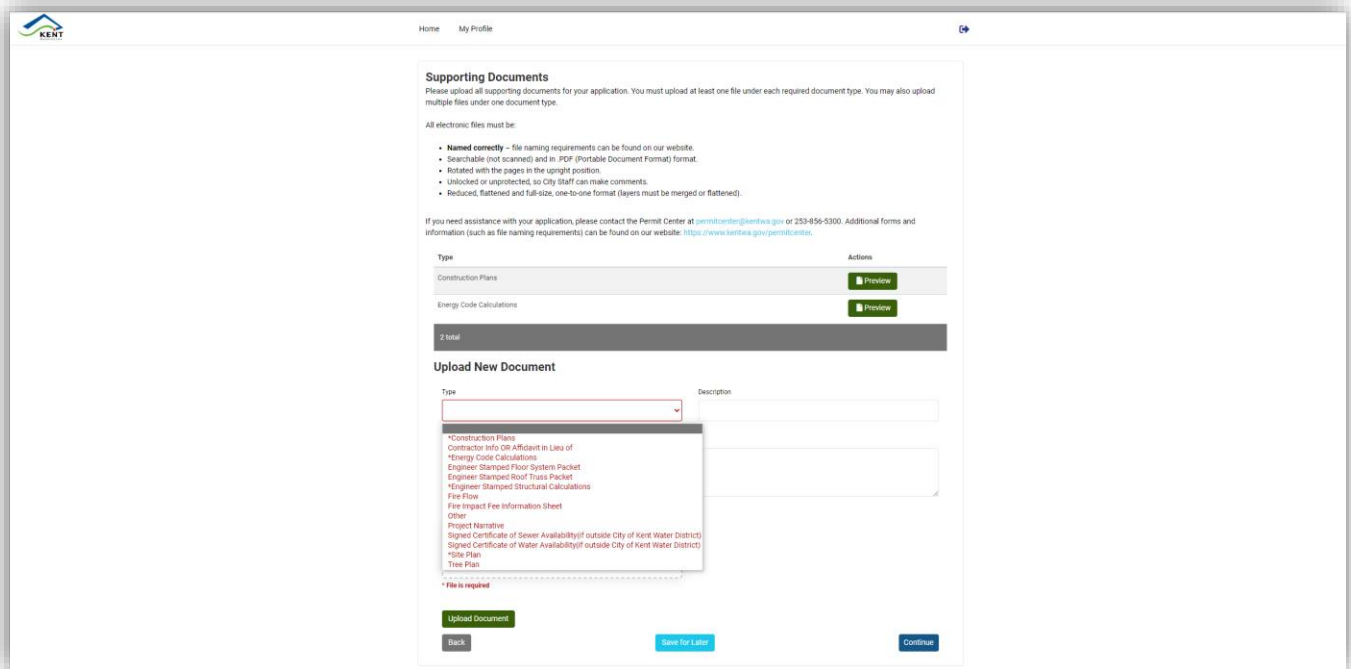 KENT
Home My Profile
Supporting Documents
Please upload all supporting documents for your application. You must upload at least one file under each required document type. You may also upload
multiple files under one document type.
All electronic files must be:
• Named correctly – file naming requirements can be found on our website.
• Searchable (not scanned) and in .PDF (Portable Document Format) format.
• Rotated with the pages in the upright position.
• Unlocked or unprotected, so City Staff can make comments.
• Reduced, flattened and full-size, one-to-one format (layers must be merged or flattened).
If you need assistance with your application, please contact the Permit Center at permitcenter@kentwa.gov or 253-856-5300. Additional forms and
information (such as file naming requirements) can be found on our website: https://www.kentwa.gov/permitcenter.
Type Actions
Construction Plans Preview
Energy Code Calculations Preview
2 total
Upload New Document
Type Description
*Construction Plans
Contractor Info OR Affidavit in Lieu of
*Energy Code Calculations
Engineer Stamped Floor System Packet
Engineer Stamped Roof Truss Packet
*Engineer Stamped Structural Calculations
Fire Flow
Fire Impact Fee Information Sheet
Other
Project Narrative
Signed Certificate of Sewer Availability(if outside City of Kent Water District)
Signed Certificate of Water Availability(if outside City of Kent Water District)
*Site Plan
Tree Plan
* File is required
Upload Document
Back Save for Later Continue